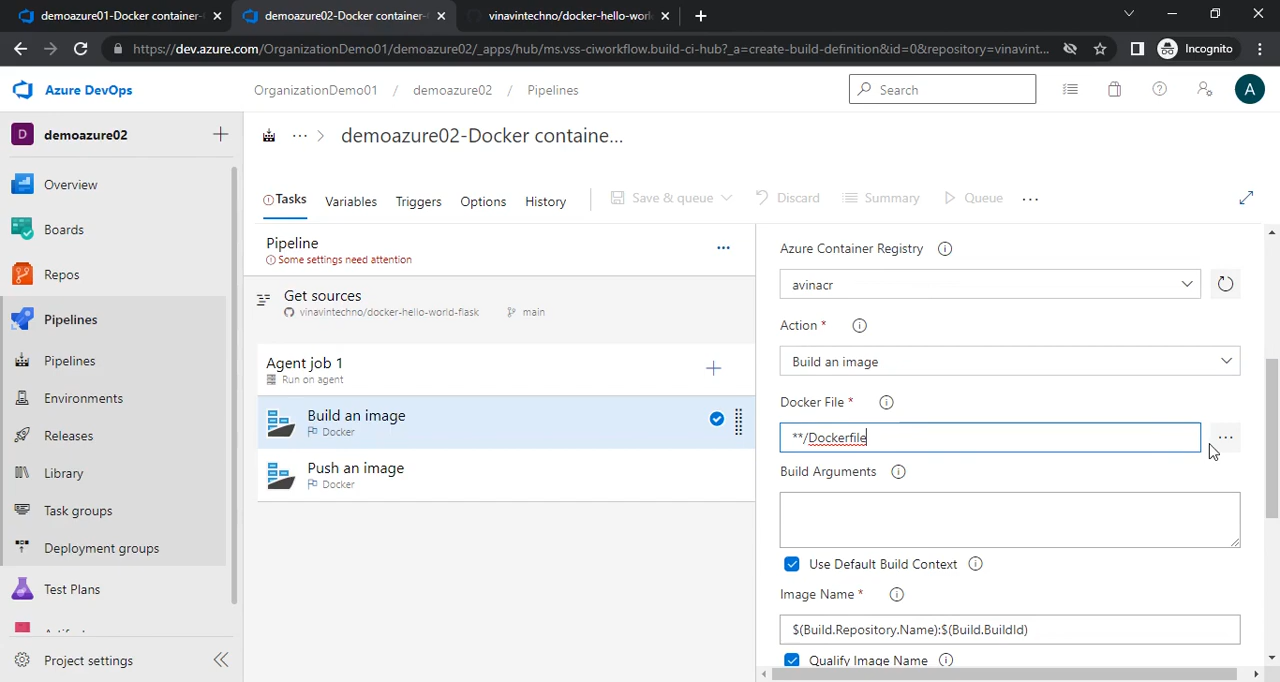 demoazure01-Docker container-
demoazure02-Docker container-
vinavintechno/docker-hello-world
https://dev.azure.com/OrganizationDemo01/demoazure02/_apps/hub/ms.vss-ciworkflow.build-ci-hub?_a=create-build-definition&id=0&repository=vinavint...
Incognito
Azure DevOps
OrganizationDemo01 / demoazure02 / Pipelines
Search
A
D demoazure02
demoazure02-Docker containe...
Overview
Boards
Repos
Pipelines
Pipelines
Environments
Releases
Library
Task groups
Deployment groups
Test Plans
Project settings
Tasks
Variables
Triggers
Options
History
Save & queue
Discard
Summary
Queue
Pipeline
Some settings need attention
Get sources
vinavintechno/docker-hello-world-flask
main
Agent job 1
Run on agent
Build an image
Docker
Push an image
Docker
Azure Container Registry
avinacr
Action *
Build an image
Docker File *
**/Dockerfile
Build Arguments
Use Default Build Context
Image Name *
$(Build.Repository.Name):$(Build.BuildId)
Qualify Image Name